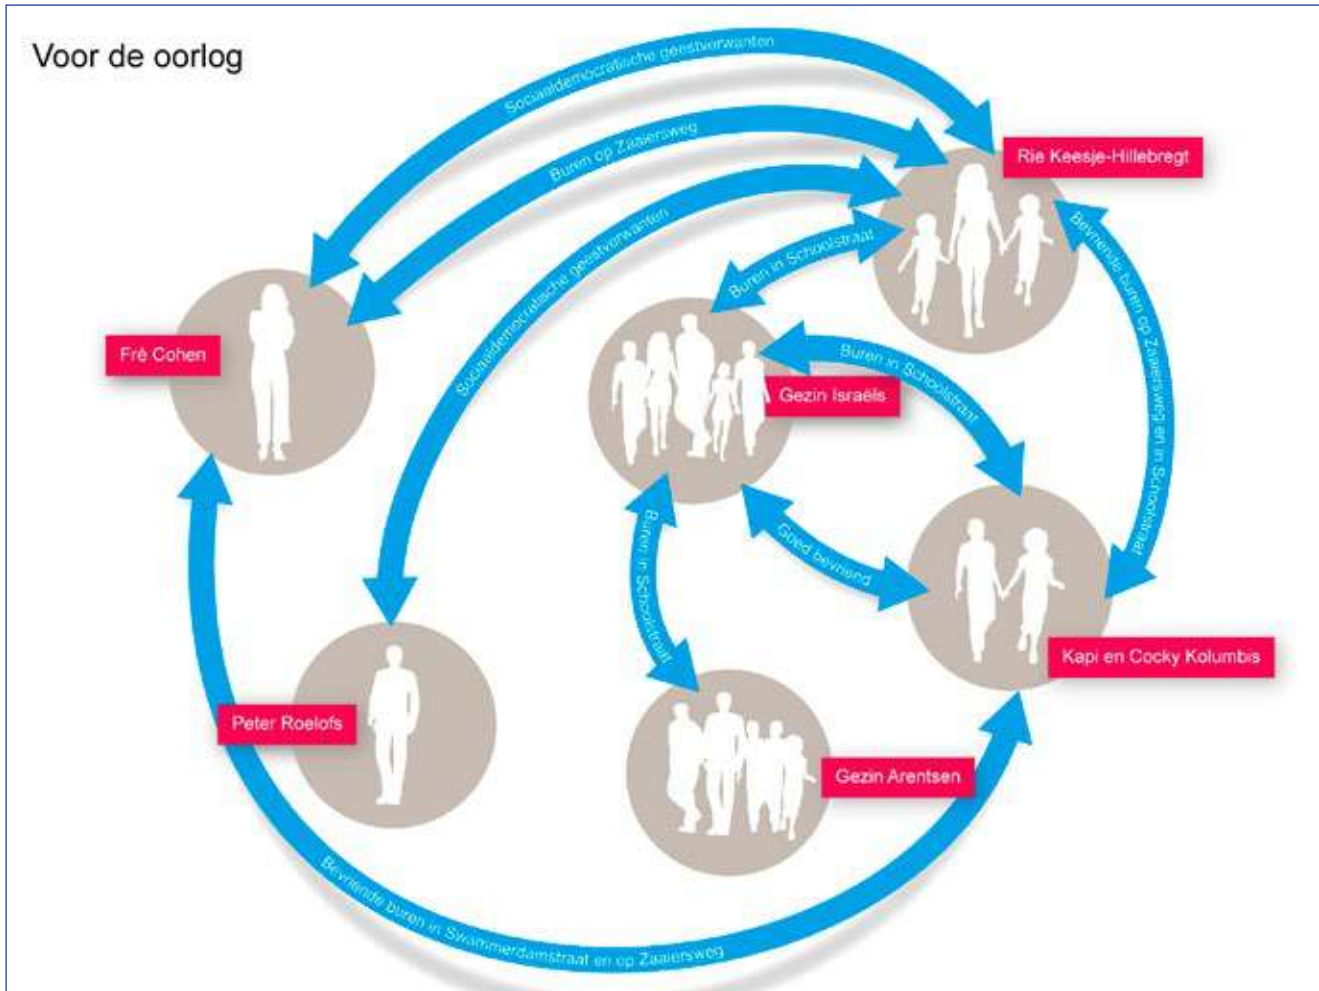 Voor de oorlog
Sociaaldemocratische geestverwanten
Buren op Zaaiersweg
Rie Keesje-Hillebregt
Sociaaldemocratische geestverwanten
Buren in Schoolstraat
Bevriende buren op Zaaiersweg en in Schoolstraat
Frê Cohen
Buren in Schoolstraat
Gezin Israëls
Buren in Schoolstraat
Goed bevriend
Kapi en Cocky Kolumbis
Peter Roelofs
Gezin Arentsen
Bevriende buren in Swammerdamstraat en op Zaaiersweg